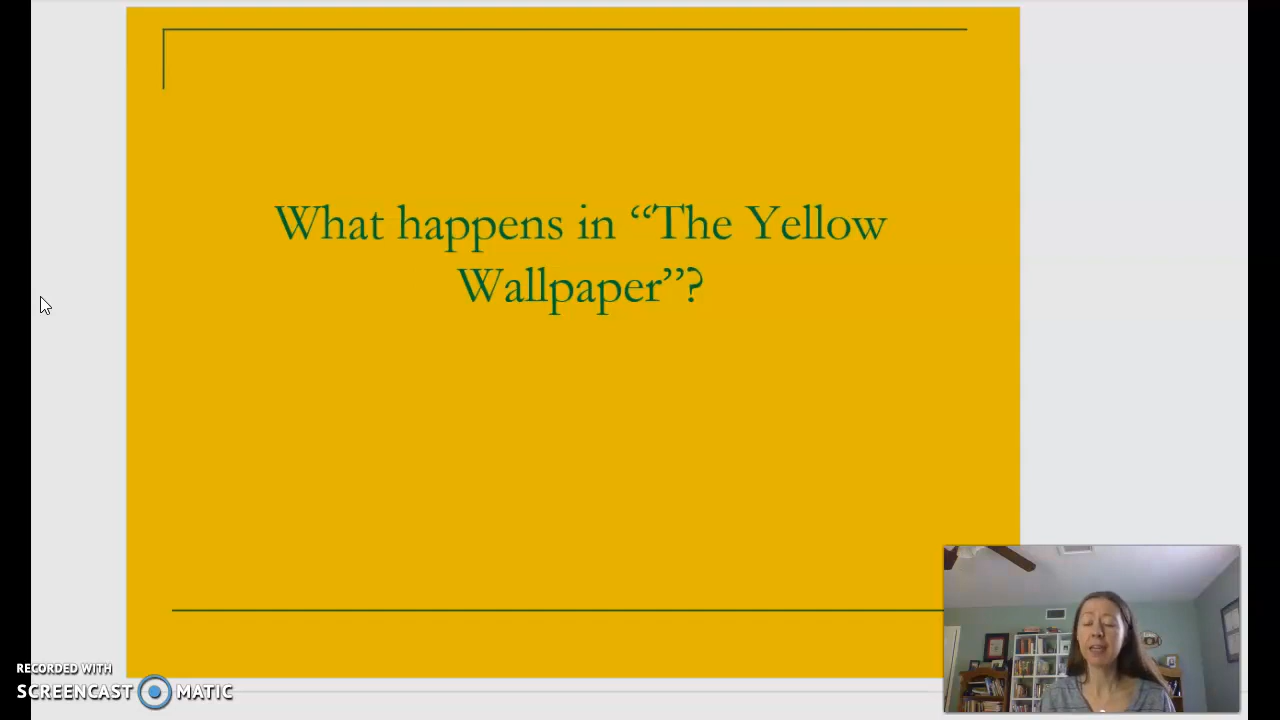 What happens in “The Yellow
Wallpaper”?
RECORDED WITH
SCREENCAST MATIC